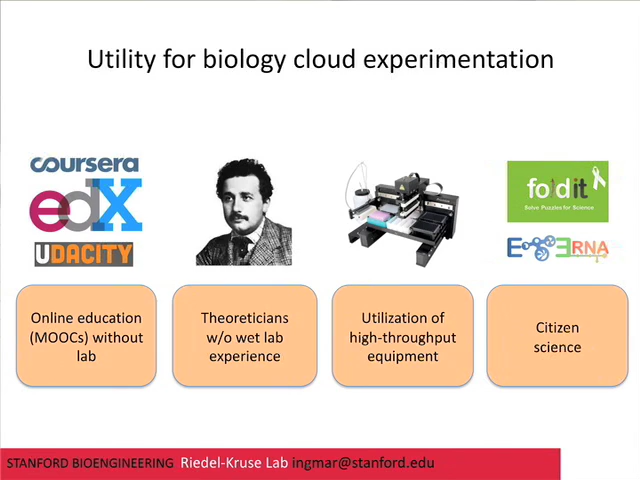 Utility for biology cloud experimentation
coursera
edX
UDACITY
foldit
Solve Puzzles for Science
ERNA
Online education
(MOOCs) without
lab
Theoreticians
w/o wet lab
experience
Utilization of
high-throughput
equipment
Citizen
science
STANFORD BIOENGINEERING Riedel-Kruse Lab ingmar@stanford.edu